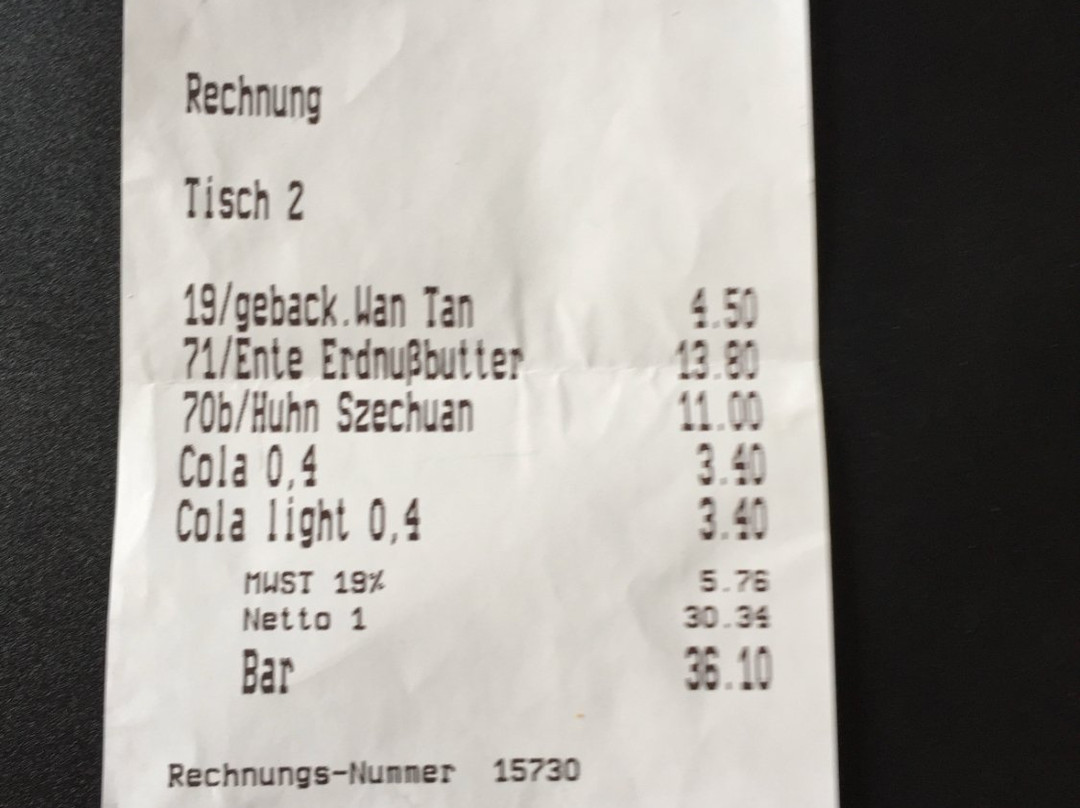 Rechnung
Tisch 2
19/geback.Wan Tan 4.50
71/Ente Erdnußbutter 13.80
70b/Huhn Szechuan 11.00
Cola 0,4 3.40
Cola light 0,4 3.40
MWST 19% 5.76
Netto 1 30.34
Bar 36.10
Rechnungs-Nummer 15730